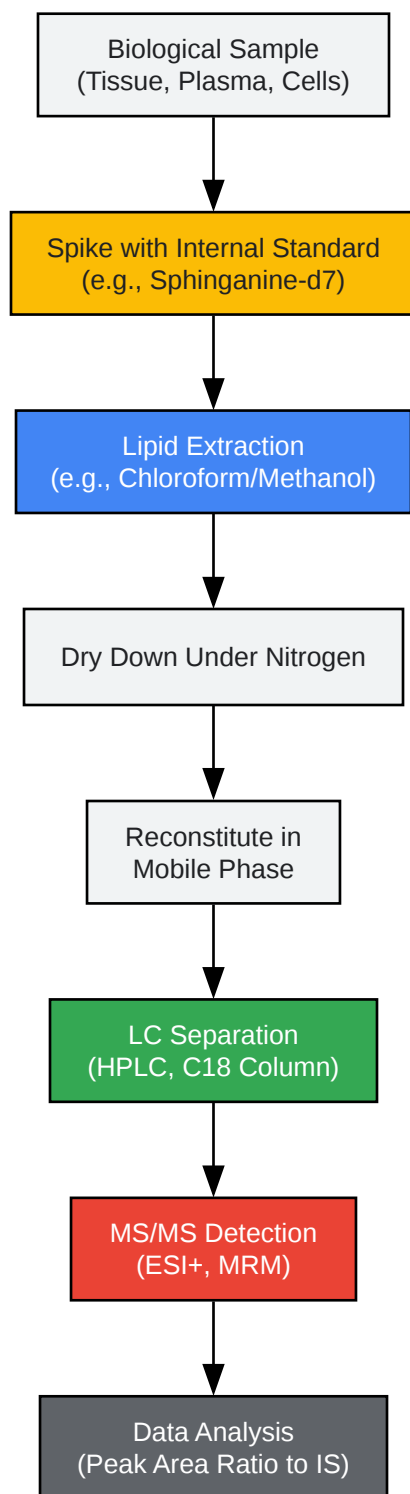 Biological Sample
(Tissue, Plasma, Cells)
Spike with Internal Standard
(e.g., Sphinganine-d7)
Lipid Extraction
(e.g., Chloroform/Methanol)
Dry Down Under Nitrogen
Reconstitute in
Mobile Phase
LC Separation
(HPLC, C18 Column)
MS/MS Detection
(ESI+, MRM)
Data Analysis
(Peak Area Ratio to IS)